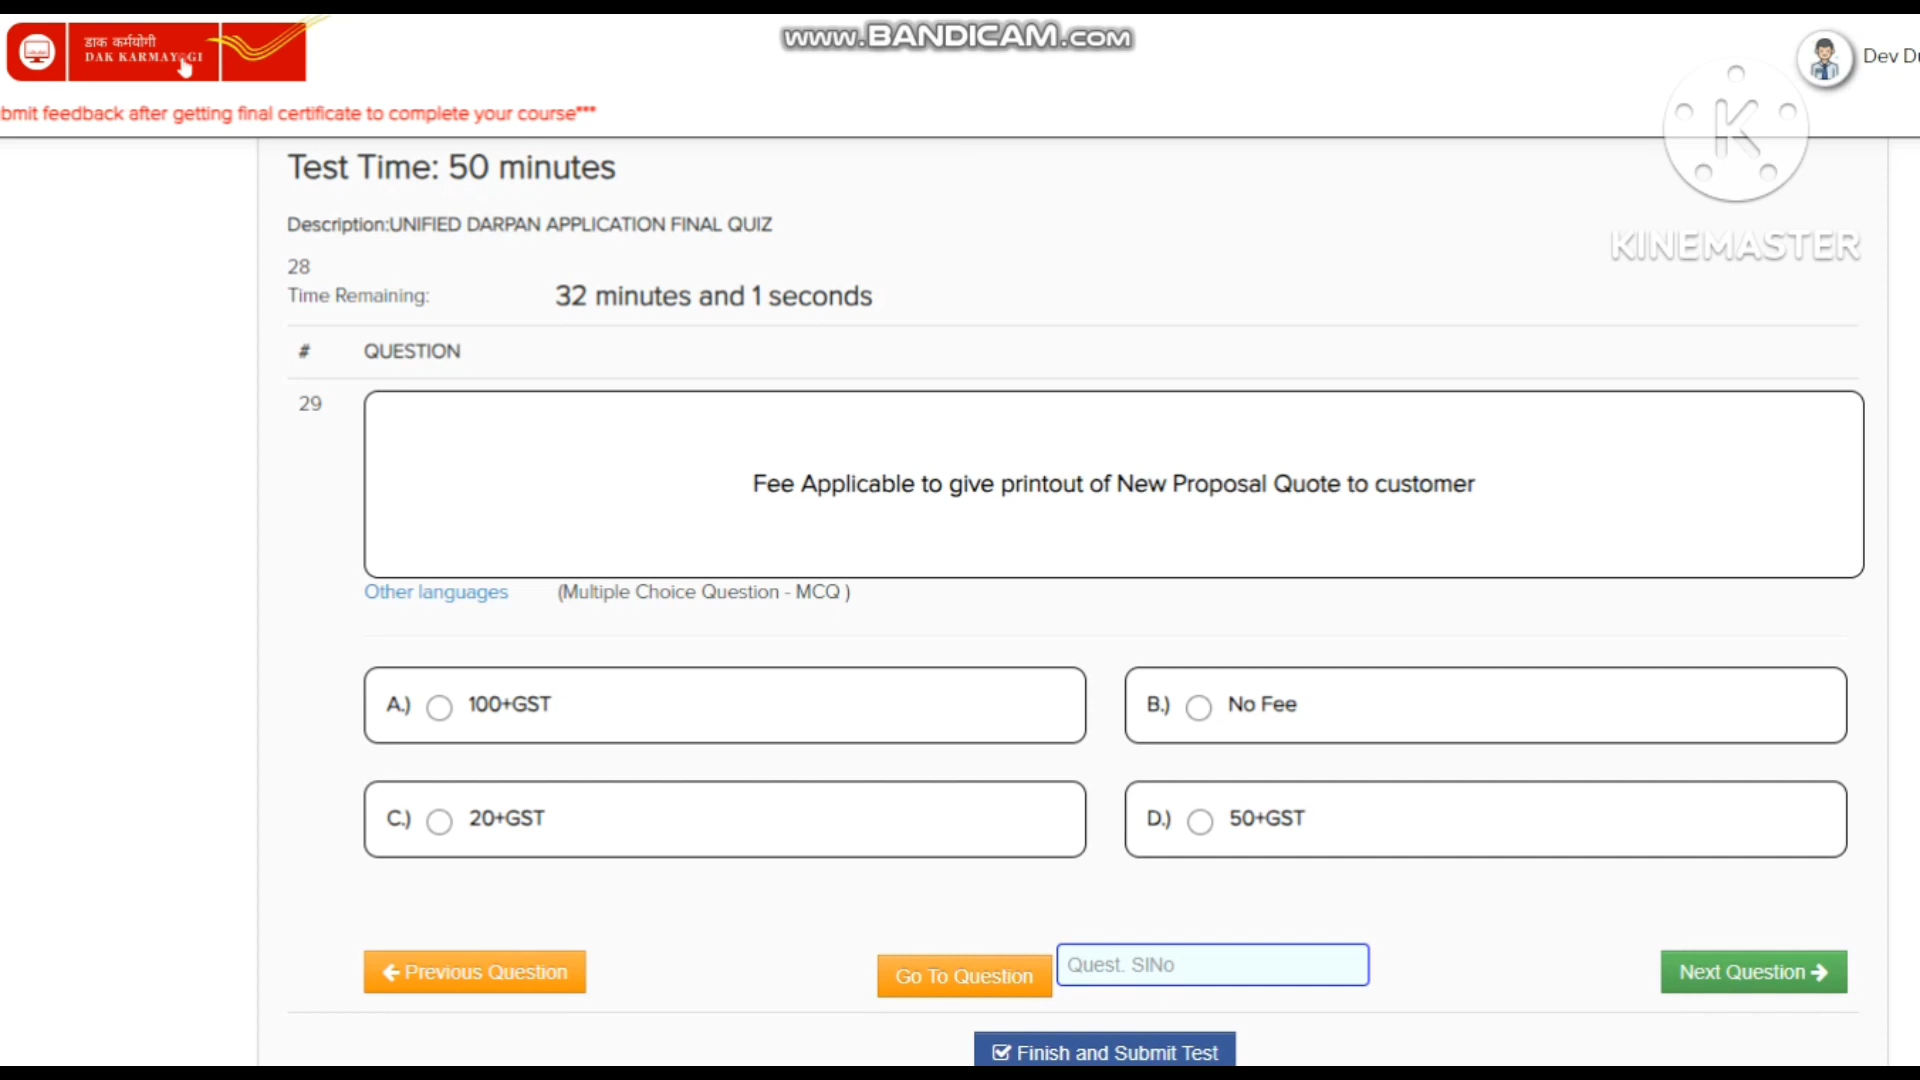 डाक कर्मयोगी
DAK KARMAYOGI
www.BANDICAM.com
Dev Du
bmit feedback after getting final certificate to complete your course***
K
KINEMASTER
Test Time: 50 minutes
Description:UNIFIED DARPAN APPLICATION FINAL QUIZ
28
Time Remaining: 32 minutes and 1 seconds
# QUESTION
29
Fee Applicable to give printout of New Proposal Quote to customer
Other languages (Multiple Choice Question - MCQ )
A.) 100+GST
B.) No Fee
C.) 20+GST
D.) 50+GST
Previous Question
Go To Question
Quest. SlNo
Next Question
Finish and Submit Test